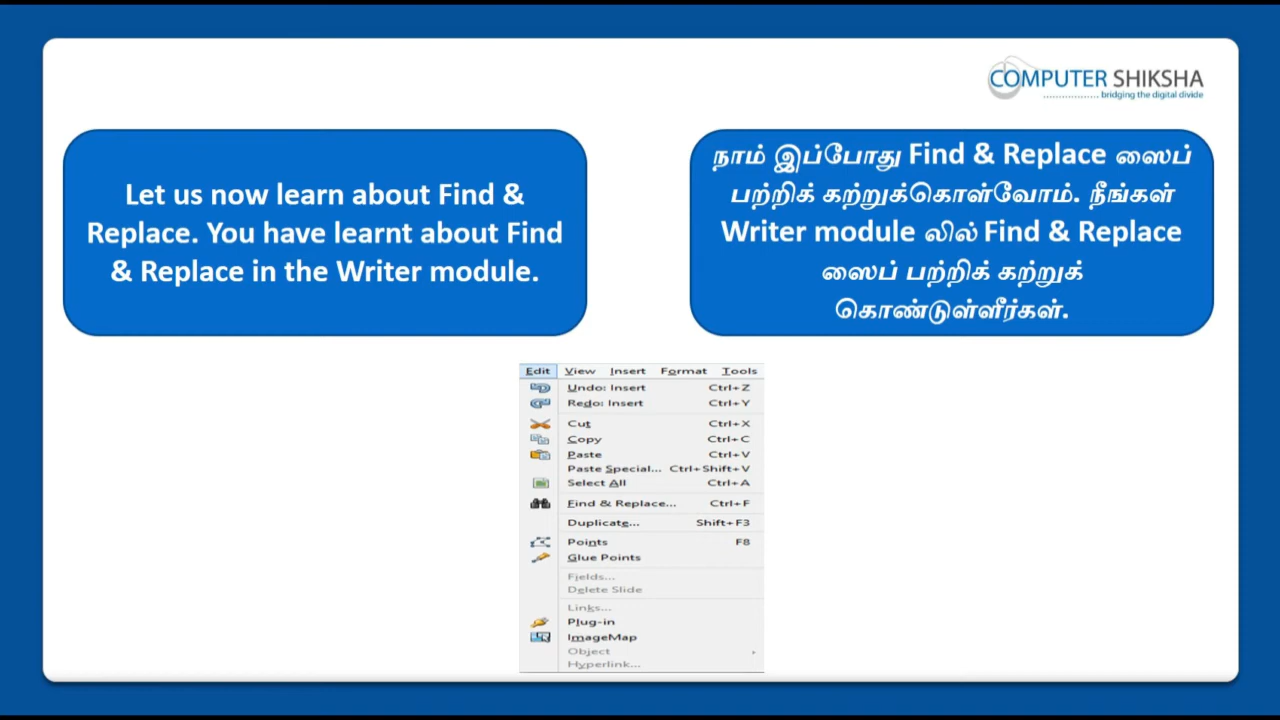 COMPUTER SHIKSHA
bridging the digital divide
Let us now learn about Find &
Replace. You have learnt about Find
& Replace in the Writer module.
நாம் இப்போது Find & Replace ஸைப்
பற்றிக் கற்றுக்கொள்வோம். நீங்கள்
Writer module லில் Find & Replace
ஸைப் பற்றிக் கற்றுக்
கொண்டுள்ளீர்கள்.
Edit View Insert Format Tools
Undo: Insert Ctrl+Z
Redo: Insert Ctrl+Y
Cut Ctrl+X
Copy Ctrl+C
Paste Ctrl+V
Paste Special... Ctrl+Shift+V
Select All Ctrl+A
Find & Replace... Ctrl+F
Duplicate... Shift+F3
Points F8
Glue Points
Fields...
Delete Slide
Links...
Plug-in
ImageMap
Object
Hyperlink...